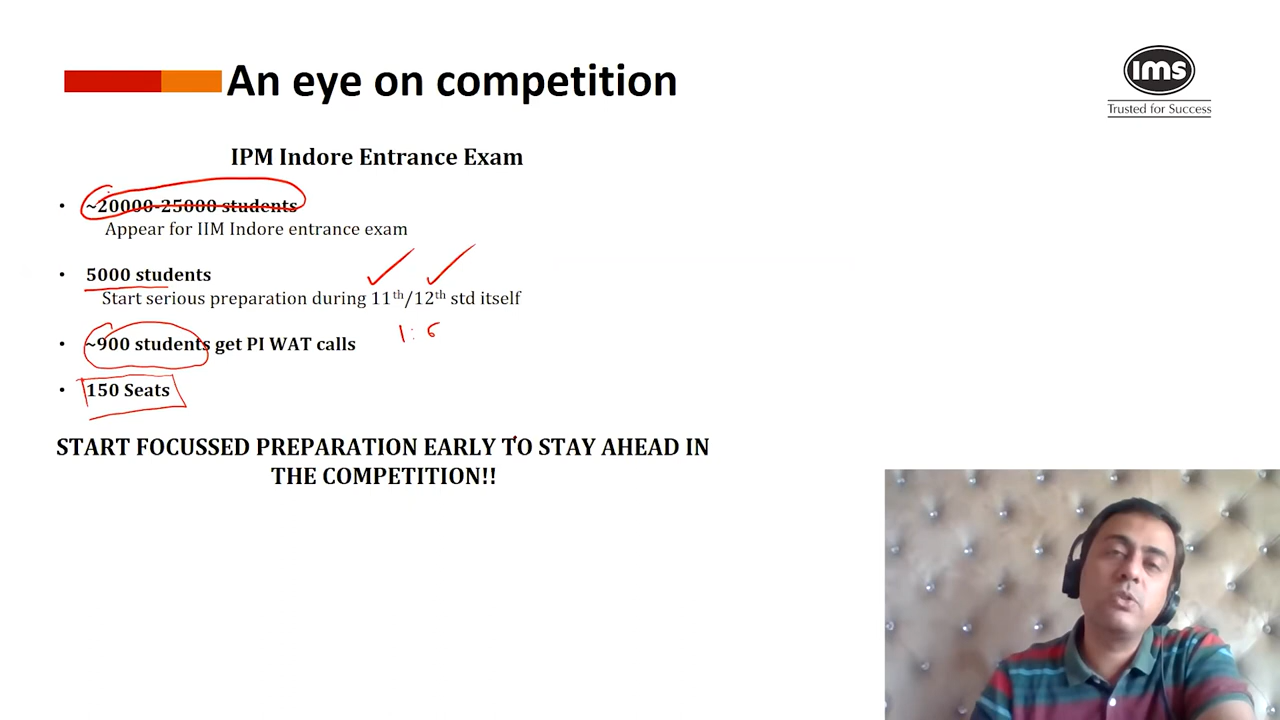 An eye on competition
ims
Trusted for Success
IPM Indore Entrance Exam
• ~20000-25000 students
Appear for IIM Indore entrance exam
• 5000 students
Start serious preparation during 11th/12th std itself
1:6
• ~900 students get PI WAT calls
• 150 Seats
START FOCUSSED PREPARATION EARLY TO STAY AHEAD IN
THE COMPETITION!!